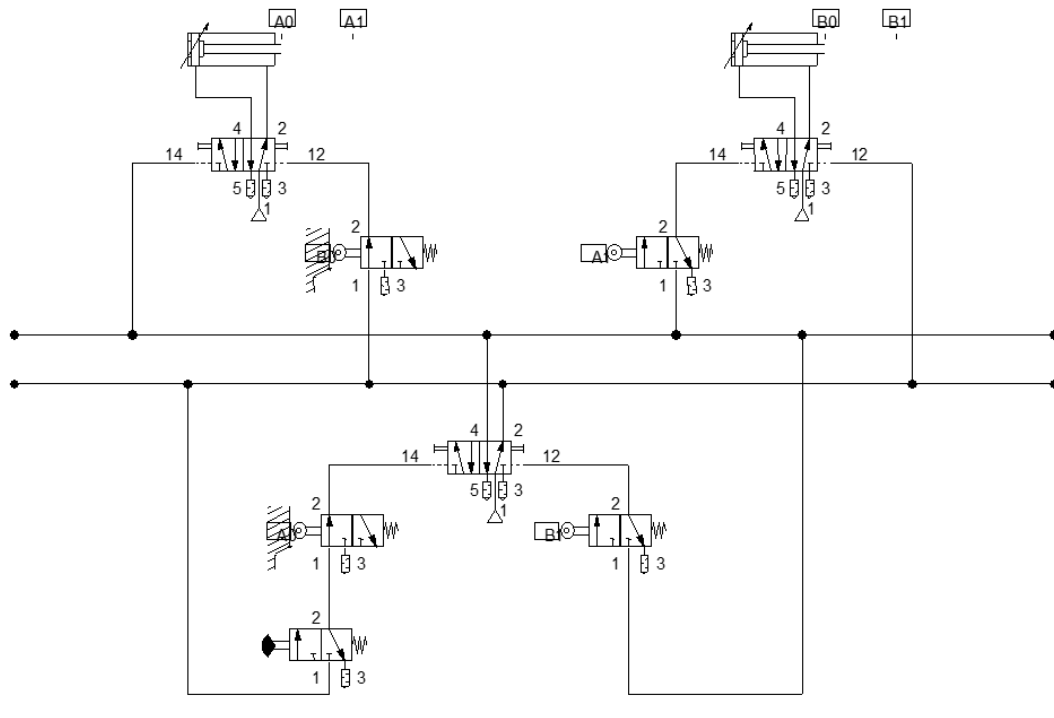 A0 A1 B0 B1
4 2 4 2
14 12 14 12
5 3 5 3
1 1
2 2
B0 A1
1 3 1 3
4 2
14 12
5 3
1
2 2
A0 B1
1 3 1 3
2
1 3